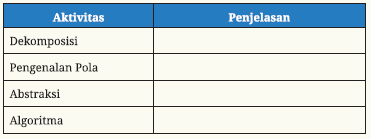 Aktivitas Penjelasan
Dekomposisi
Pengenalan Pola
Abstraksi
Algoritma